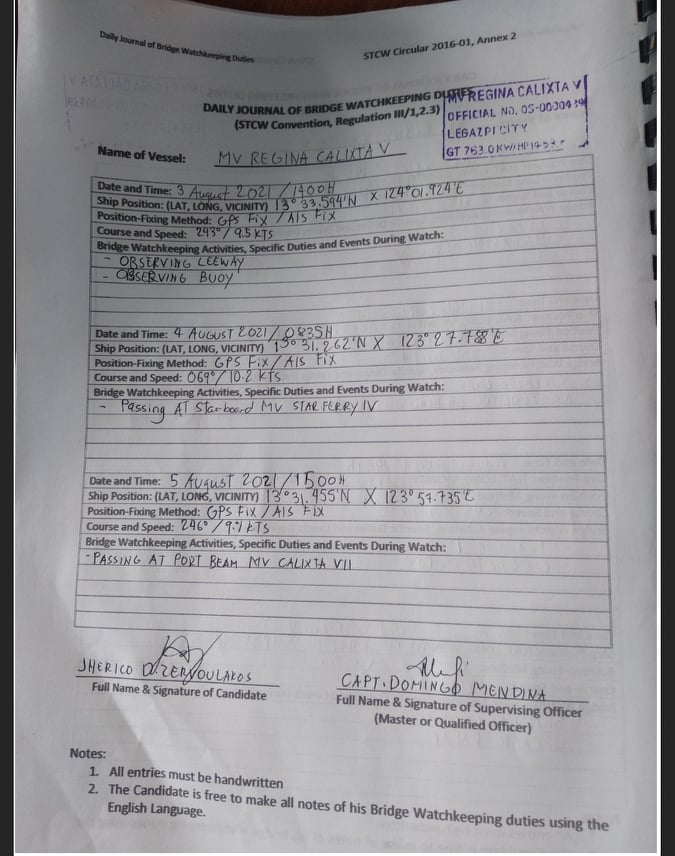 Daily Journal of Bridge Watchkeeping Duties
STCW Circular 2016-01, Annex 2
DAILY JOURNAL OF BRIDGE WATCHKEEPING DUTIES
(STCW Convention, Regulation III/1,2.3)
MV REGINA CALIXTA V
OFFICIAL NO. 05-0000439
LEGAZPI CITY
GT 763.0 KW/HP
Name of Vessel: MV REGINA CALIXTA V
Date and Time: 3 August 2021 / 1400H
Ship Position: (LAT, LONG, VICINITY) 13° 33.594'N X 124° 01.924'E
Position-Fixing Method: GPS Fix / AIS Fix
Course and Speed: 243° / 9.5 KTS
Bridge Watchkeeping Activities, Specific Duties and Events During Watch:
- OBSERVING LEEWAY
- OBSERVING BUOY
Date and Time: 4 AUGUST 2021 / 0835H
Ship Position: (LAT, LONG, VICINITY) 13° 31.262'N X 123° 27.758'E
Position-Fixing Method: GPS Fix / AIS Fix
Course and Speed: 069° / 10.2 KTS
Bridge Watchkeeping Activities, Specific Duties and Events During Watch:
- Passing AT Starboard MV STAR FERRY IV
Date and Time: 5 August 2021 / 1500H
Ship Position: (LAT, LONG, VICINITY) 13° 31.455'N X 123° 57.735'E
Position-Fixing Method: GPS Fix / AIS Fix
Course and Speed: 246° / 9.7 KTS
Bridge Watchkeeping Activities, Specific Duties and Events During Watch:
- PASSING AT PORT BEAM MV CALIXTA VII
JHERICO D. ZERVOULAKOS
Full Name & Signature of Candidate
CAPT. DOMINGO MENDINA
Full Name & Signature of Supervising Officer
(Master or Qualified Officer)
Notes:
1. All entries must be handwritten
2. The Candidate is free to make all notes of his Bridge Watchkeeping duties using the
English Language.